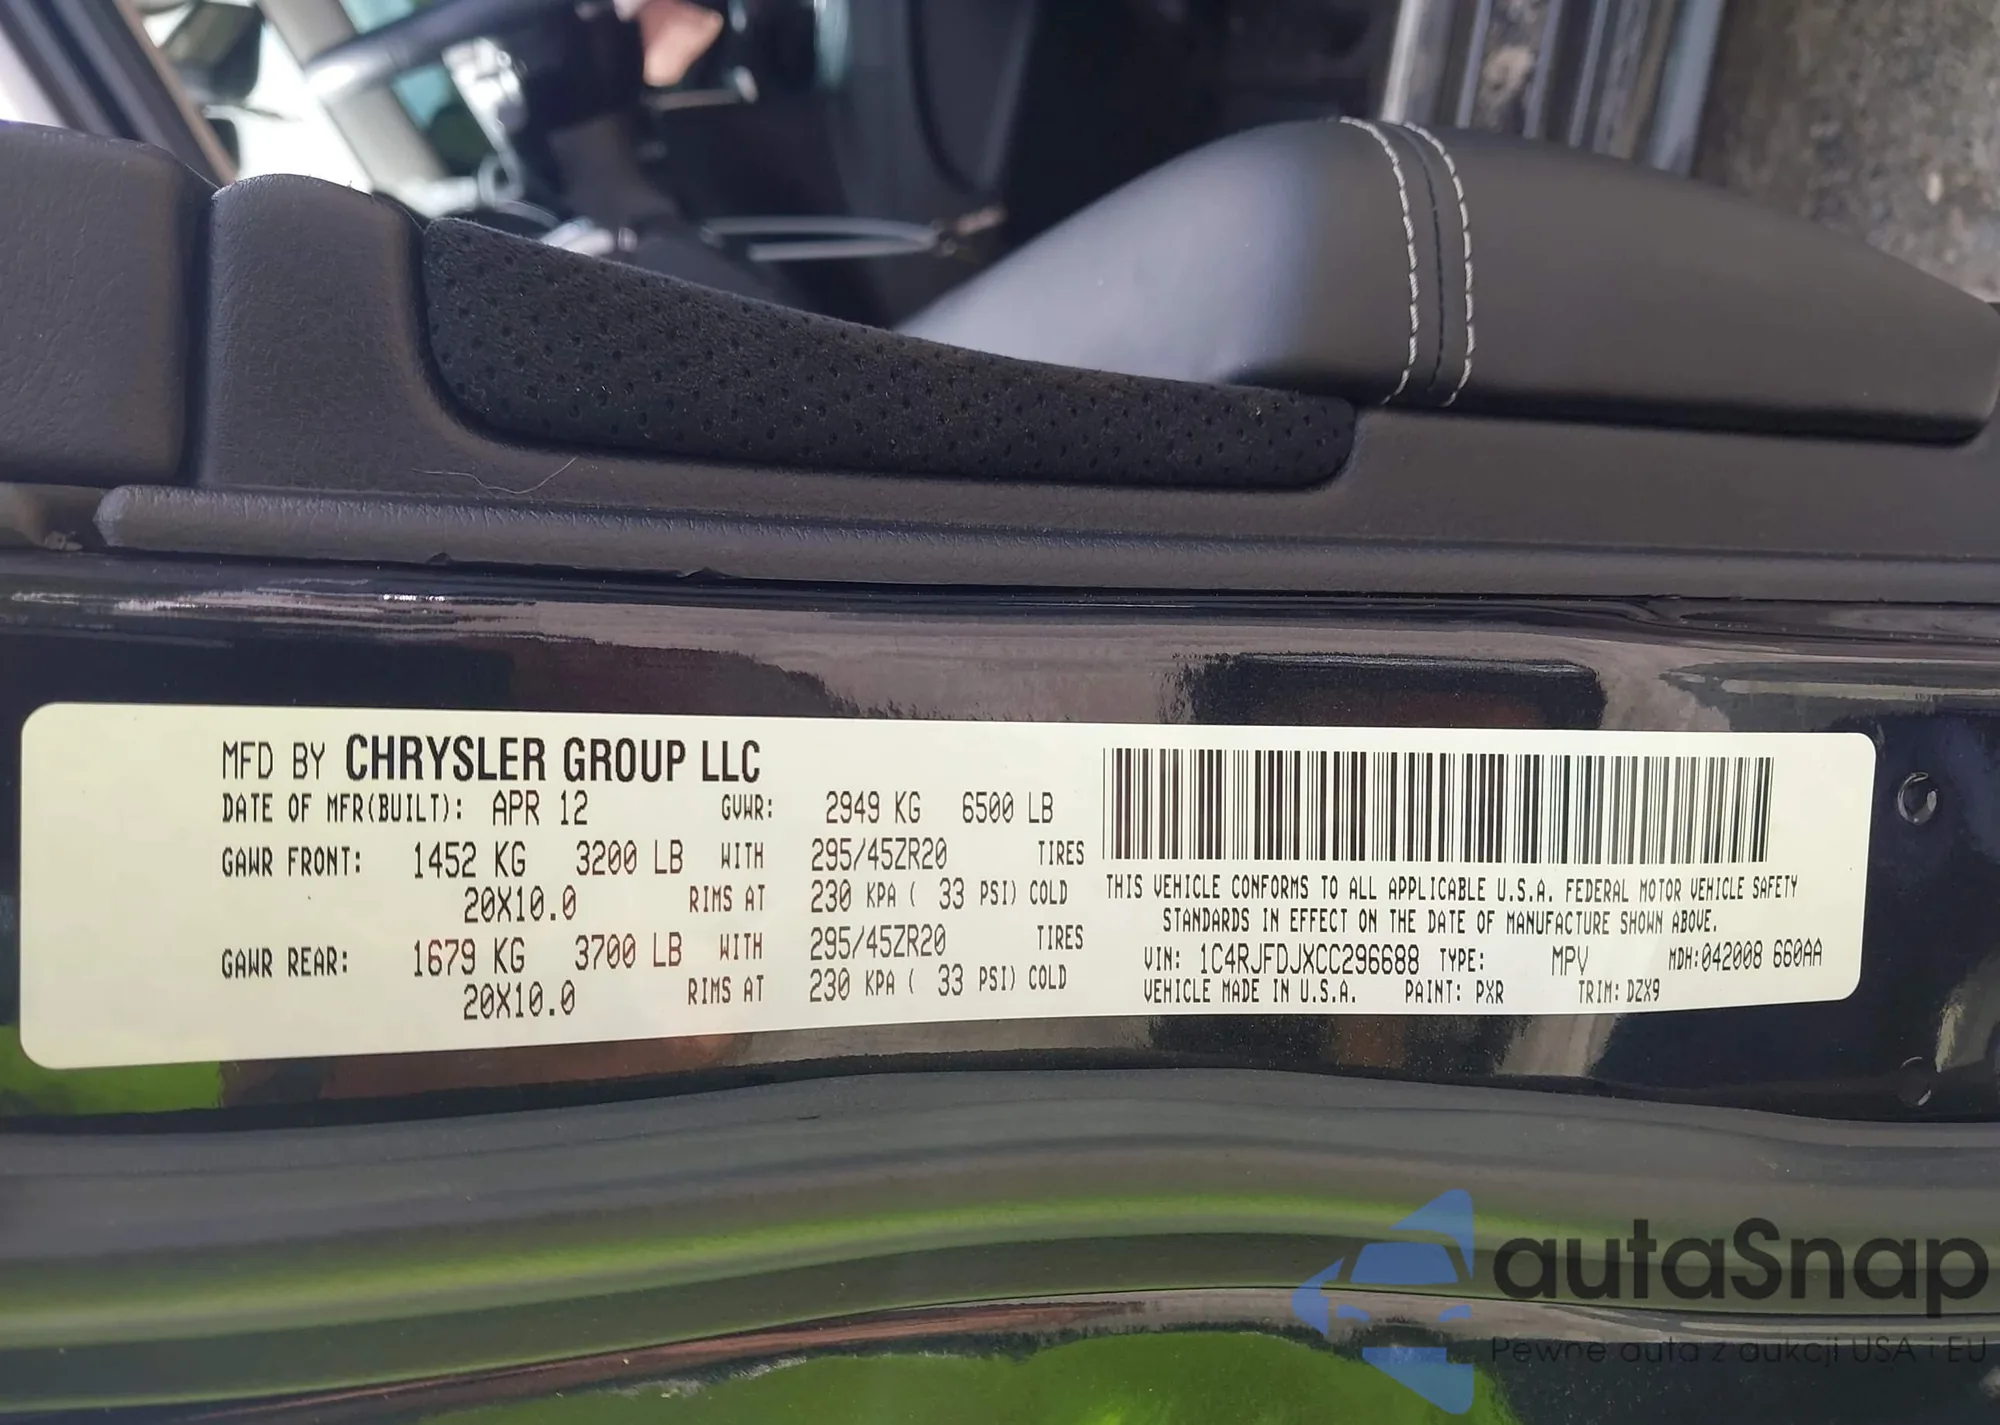 MFD BY CHRYSLER GROUP LLC
DATE OF MFR(BUILT): APR 12 GVWR: 2949 KG 6500 LB
GAWR FRONT: 1452 KG 3200 LB WITH 295/45ZR20 TIRES
20X10.0 RIMS AT 230 KPA ( 33 PSI) COLD
GAWR REAR: 1679 KG 3700 LB WITH 295/45ZR20 TIRES
20X10.0 RIMS AT 230 KPA ( 33 PSI) COLD
THIS VEHICLE CONFORMS TO ALL APPLICABLE U.S.A. FEDERAL MOTOR VEHICLE SAFETY
STANDARDS IN EFFECT ON THE DATE OF MANUFACTURE SHOWN ABOVE.
VIN: 1C4RJFDJXCC296688 TYPE: MPV MDH:042008 660AA
VEHICLE MADE IN U.S.A. PAINT: PXR TRIM: DZX9
autaSnap
Pewne auta z aukcji USA i EU